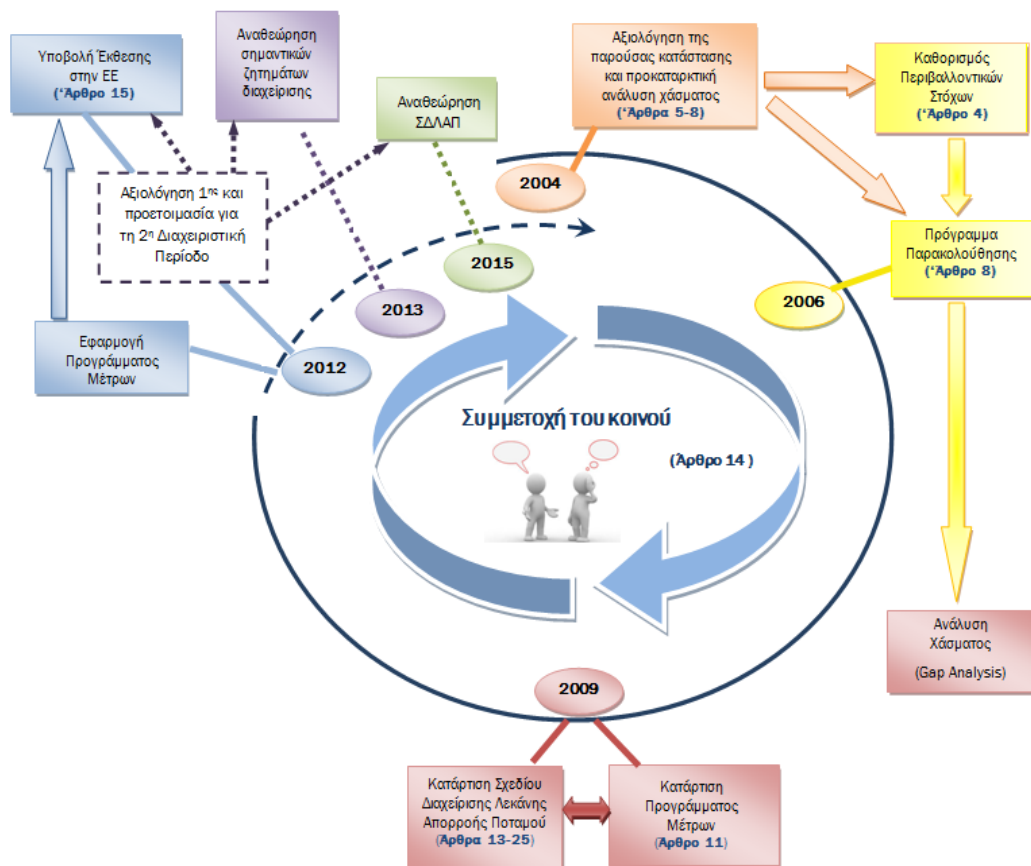 Υποβολή Έκθεσης
στην ΕΕ
(‘Άρθρο 15)
Αναθεώρηση
σημαντικών
ζητημάτων
διαχείρισης
Αναθεώρηση
ΣΔΛΑΠ
Αξιολόγηση της
παρούσας κατάστασης
και προκαταρκτική
ανάλυση χάσματος
(‘Άρθρα 5-8)
Καθορισμός
Περιβαλλοντικών
Στόχων
(‘Άρθρο 4)
Αξιολόγηση 1ης και
προετοιμασία για
τη 2η Διαχειριστική
Περίοδο
2004
2015
2013
2012
2006
Πρόγραμμα
Παρακολούθησης
(‘Άρθρο 8)
Εφαρμογή
Προγράμματος
Μέτρων
Συμμετοχή του κοινού
(Άρθρο 14 )
Ανάλυση
Χάσματος
(Gap Analysis)
2009
Κατάρτιση Σχεδίου
Διαχείρισης Λεκάνης
Απορροής Ποταμού
(Άρθρα 13-25)
Κατάρτιση
Προγράμματος
Μέτρων
(Άρθρο 11)